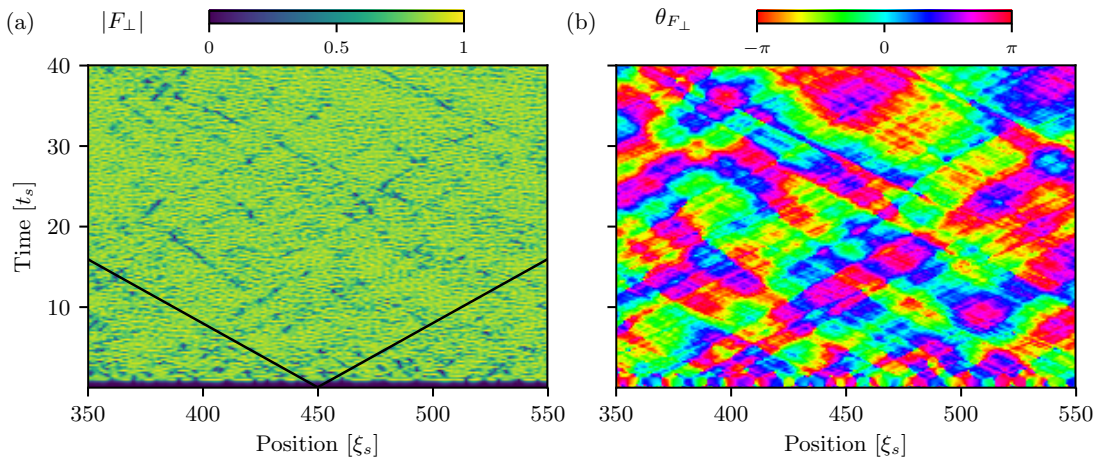 (a) |F⊥| (b) θF⊥
0 0.5 1 −π 0 π
40
30
20
10
Time [ts]
350 400 450 500 550 350 400 450 500 550
Position [ξs] Position [ξs]